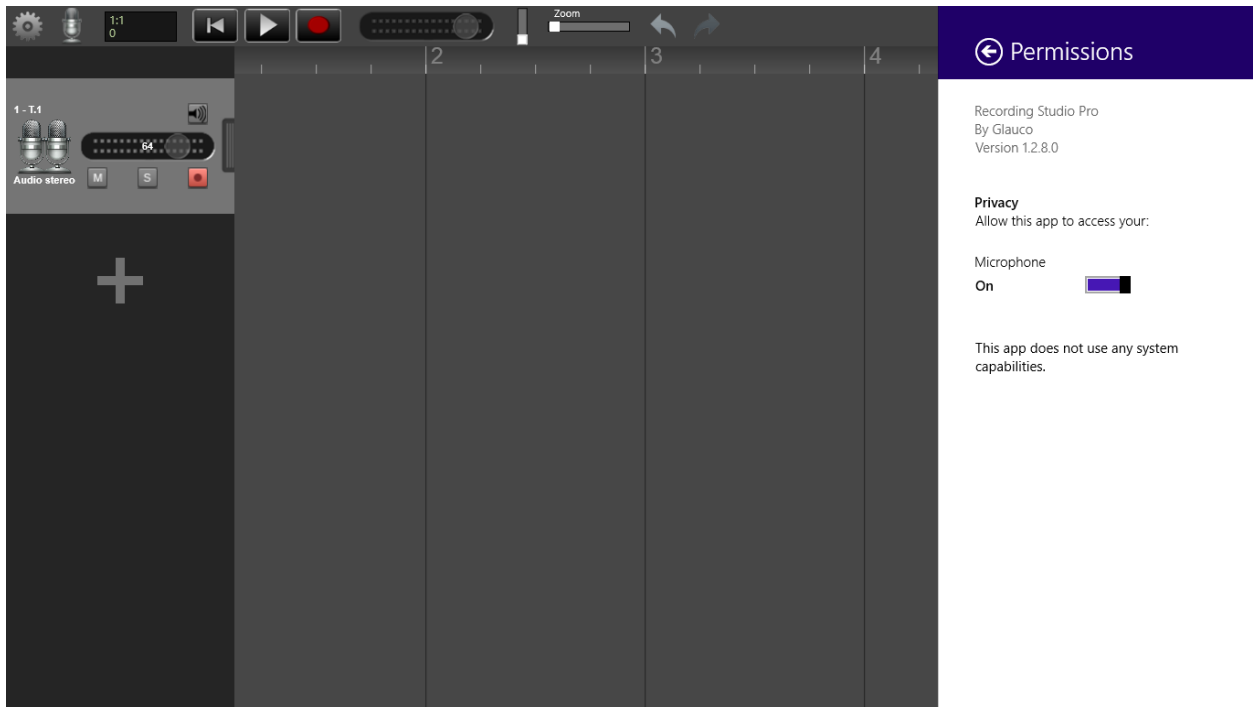 1:1
0
Zoom
2
3
4
1 - T.1
64
Audio stereo
M
S
Permissions
Recording Studio Pro
By Glauco
Version 1.2.8.0
Privacy
Allow this app to access your:
Microphone
On
This app does not use any system
capabilities.